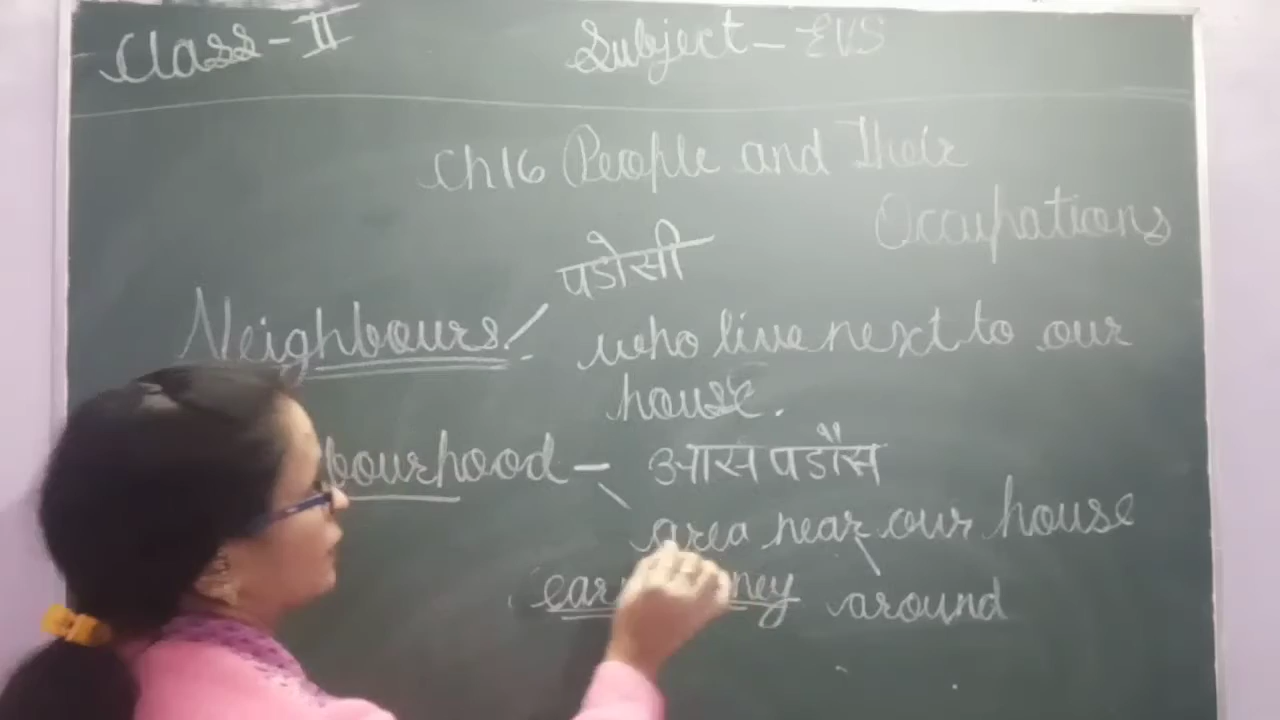 Class-II Subject-EVS
Ch16 People and Their
Occupations
पडोसी
Neighbours:- who live next to our
house.
bourhood - आस पडौस
area near our house
around